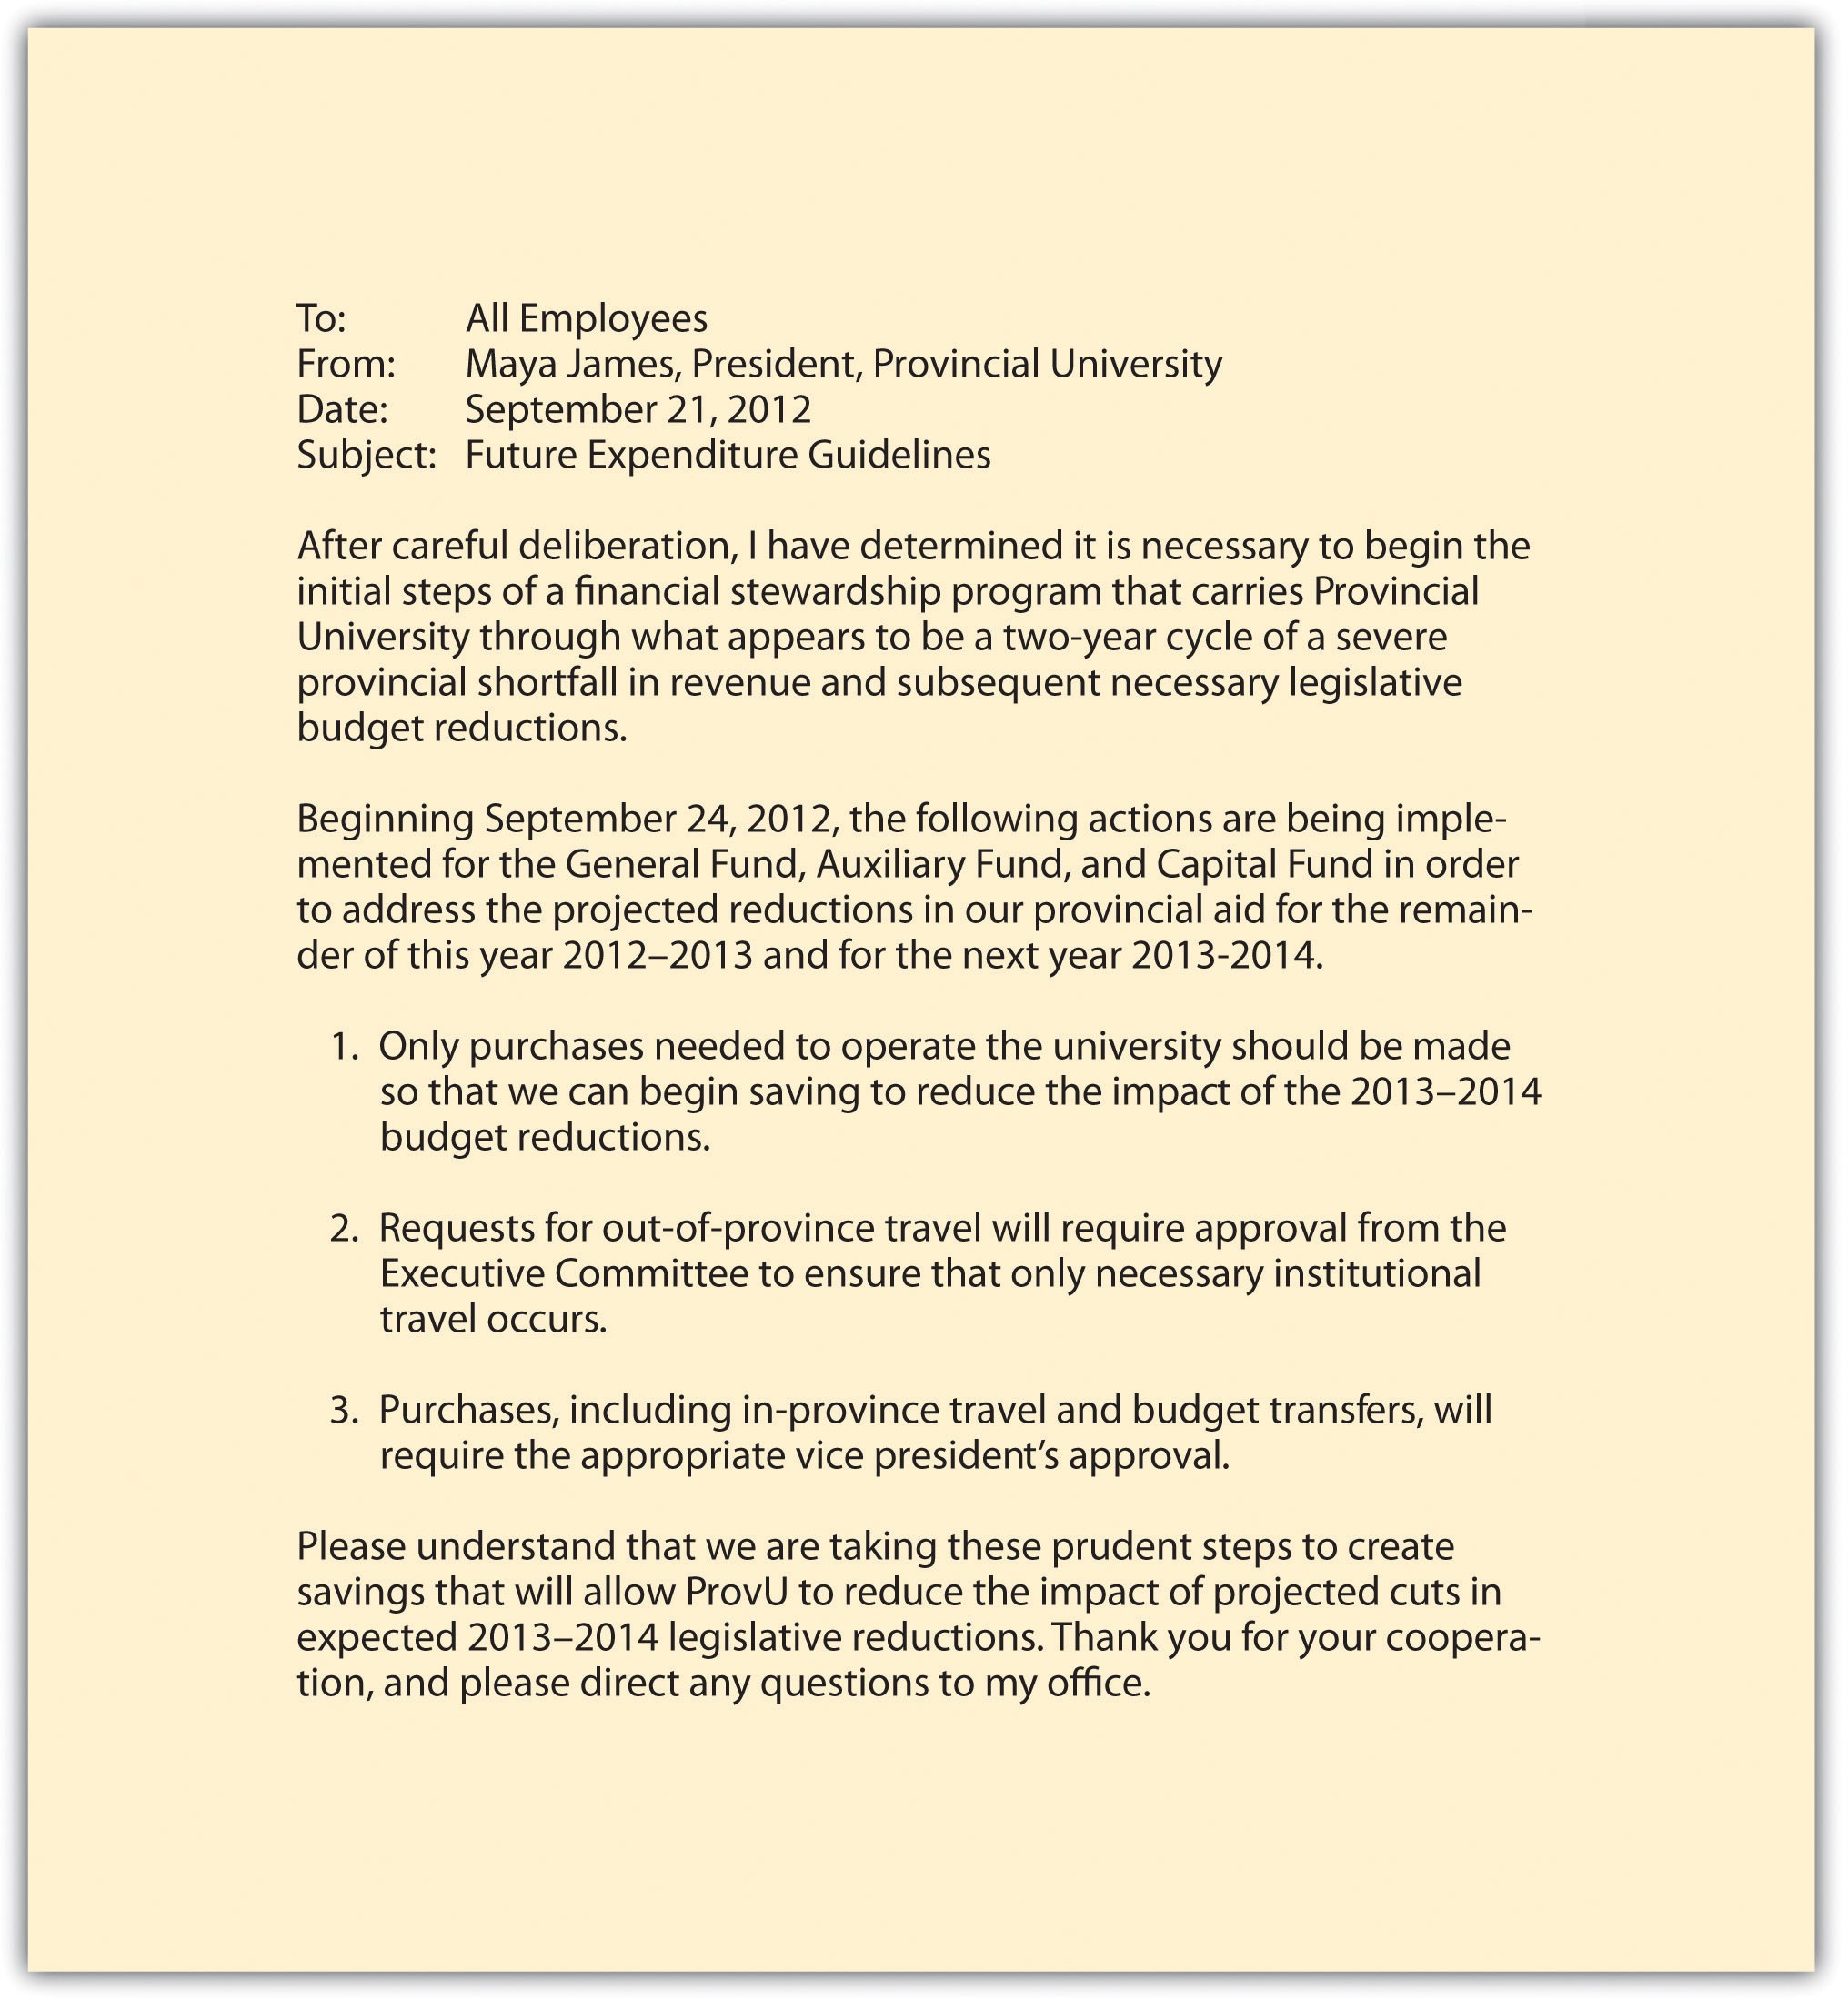 To: All Employees
From: Maya James, President, Provincial University
Date: September 21, 2012
Subject: Future Expenditure Guidelines
After careful deliberation, I have determined it is necessary to begin the
initial steps of a financial stewardship program that carries Provincial
University through what appears to be a two-year cycle of a severe
provincial shortfall in revenue and subsequent necessary legislative
budget reductions.
Beginning September 24, 2012, the following actions are being imple-
mented for the General Fund, Auxiliary Fund, and Capital Fund in order
to address the projected reductions in our provincial aid for the remain-
der of this year 2012–2013 and for the next year 2013-2014.
1. Only purchases needed to operate the university should be made
so that we can begin saving to reduce the impact of the 2013–2014
budget reductions.
2. Requests for out-of-province travel will require approval from the
Executive Committee to ensure that only necessary institutional
travel occurs.
3. Purchases, including in-province travel and budget transfers, will
require the appropriate vice president’s approval.
Please understand that we are taking these prudent steps to create
savings that will allow ProvU to reduce the impact of projected cuts in
expected 2013–2014 legislative reductions. Thank you for your coopera-
tion, and please direct any questions to my office.